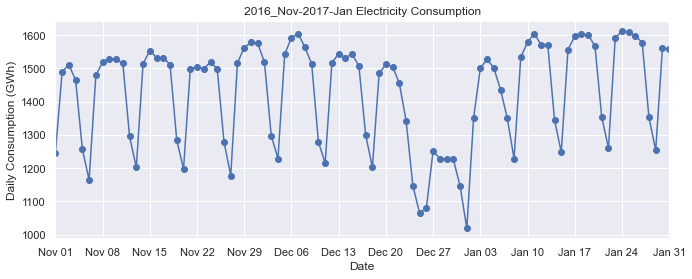 2016_Nov-2017-Jan Electricity Consumption
Daily Consumption (GWh)
1600
1500
1400
1300
1200
1100
1000
Nov 01 Nov 08 Nov 15 Nov 22 Nov 29 Dec 06 Dec 13 Dec 20 Dec 27 Jan 03 Jan 10 Jan 17 Jan 24 Jan 31
Date